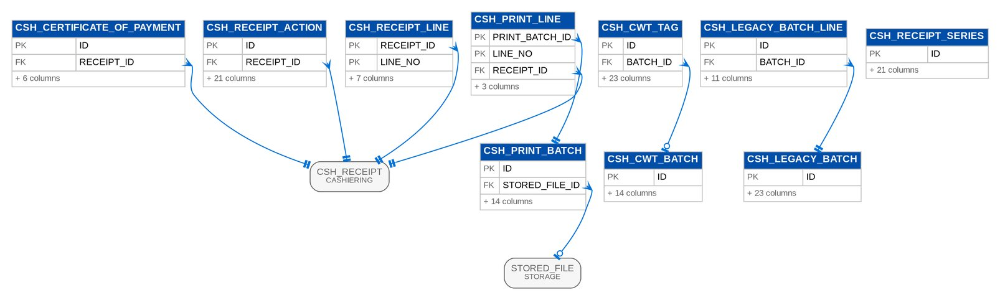 CSH_CERTIFICATE_OF_PAYMENT
PK ID
FK RECEIPT_ID
+ 6 columns
CSH_RECEIPT_ACTION
PK ID
FK RECEIPT_ID
+ 21 columns
CSH_RECEIPT_LINE
PK RECEIPT_ID
PK LINE_NO
+ 7 columns
CSH_PRINT_LINE
PK PRINT_BATCH_ID
PK LINE_NO
FK RECEIPT_ID
+ 3 columns
CSH_CWT_TAG
PK ID
FK BATCH_ID
+ 23 columns
CSH_LEGACY_BATCH_LINE
PK ID
FK BATCH_ID
+ 11 columns
CSH_RECEIPT_SERIES
PK ID
+ 21 columns
CSH_RECEIPT
CASHIERING
CSH_PRINT_BATCH
PK ID
FK STORED_FILE_ID
+ 14 columns
CSH_CWT_BATCH
PK ID
+ 14 columns
CSH_LEGACY_BATCH
PK ID
+ 23 columns
STORED_FILE
STORAGE